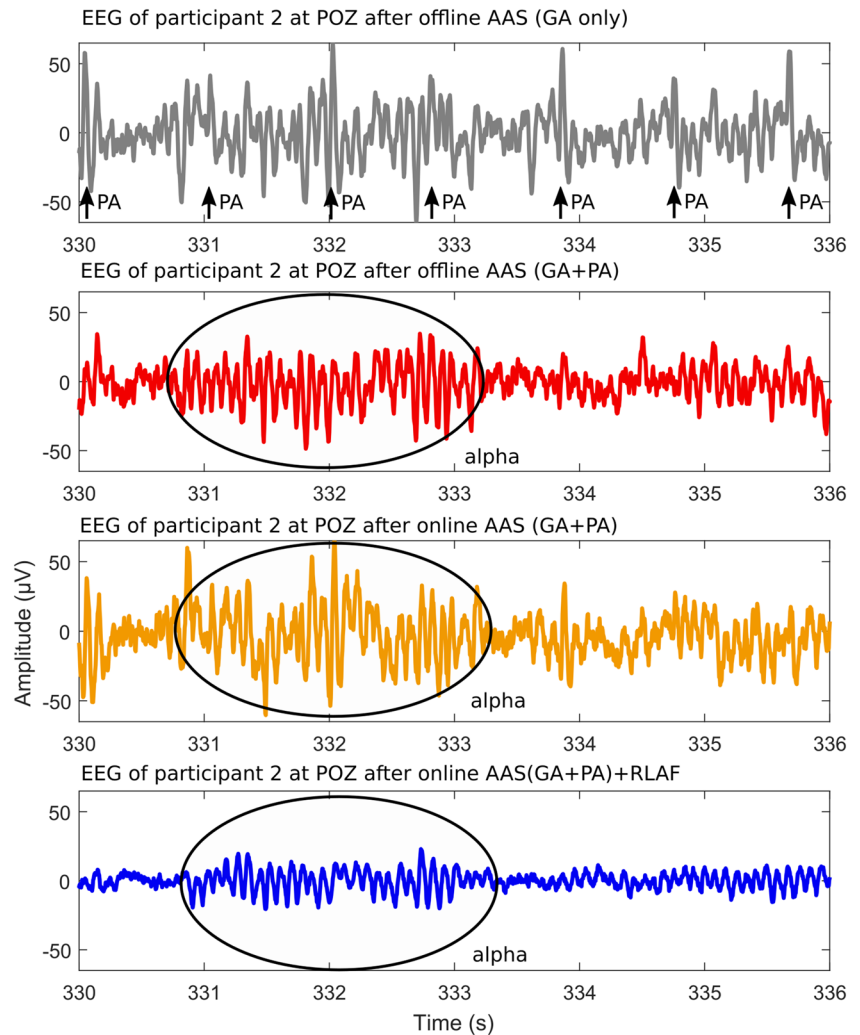 EEG of participant 2 at POZ after offline AAS (GA only)
50
0
-50
PA PA PA PA PA PA PA
330 331 332 333 334 335 336
EEG of participant 2 at POZ after offline AAS (GA+PA)
50
0
-50
alpha
330 331 332 333 334 335 336
EEG of participant 2 at POZ after online AAS (GA+PA)
Amplitude (µV)
50
0
-50
alpha
330 331 332 333 334 335 336
EEG of participant 2 at POZ after online AAS(GA+PA)+RLAF
50
0
-50
alpha
330 331 332 333 334 335 336
Time (s)